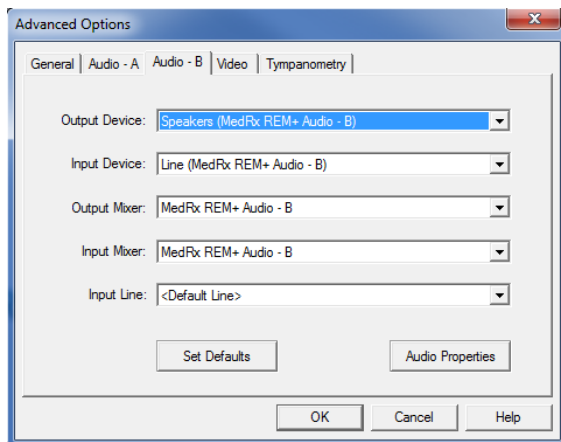 Advanced Options
General Audio - A Audio - B Video Tympanometry
Output Device: Speakers (MedRx REM+ Audio - B)
Input Device: Line (MedRx REM+ Audio - B)
Output Mixer: MedRx REM+ Audio - B
Input Mixer: MedRx REM+ Audio - B
Input Line: <Default Line>
Set Defaults Audio Properties
OK Cancel Help